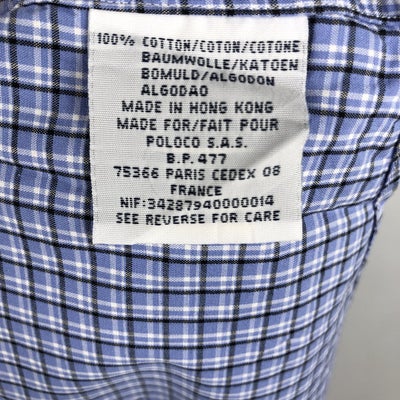 100% COTTON/COTON/COTONE
BAUMWOLLE/KATOEN
BOMULD/ALGODON
ALGODAO
MADE IN HONG KONG
MADE FOR/FAIT POUR
POLOCO S.A.S.
B.P. 477
75366 PARIS CEDEX 08
FRANCE
NIF:34287940000014
SEE REVERSE FOR CARE